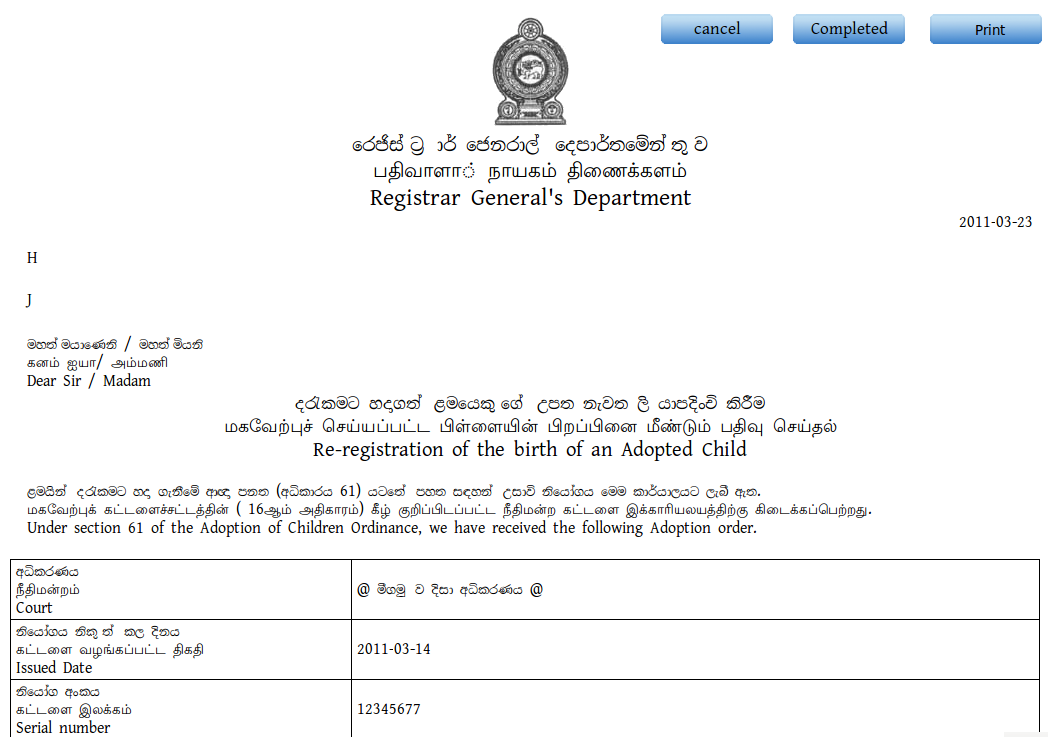 cancel Completed Print
රෙජිස්ට්‍රාර් ජෙනරාල් දෙපාර්තමේන්තුව
பதிவாளா் நாயகம் திணைக்களம்
Registrar General's Department
2011-03-23
H
J
මහත්මයාණෙනි / මහත්මියනි
கனம் ஐயா/ அம்மணி
Dear Sir / Madam
දරුකමට හදාගත් ළමයෙකුගේ උපත නැවත ලියාපදිංචි කිරීම
மகவேற்புச் செய்யப்பட்ட பிள்ளையின் பிறப்பினை மீண்டும் பதிவு செய்தல்
Re-registration of the birth of an Adopted Child
ළමයින් දරුකමට හදා ගැනීමේ ආඥා පනත (අධිකාරය 61) යටතේ පහත සඳහන් උසාවි නියෝගය මෙම කාර්යාලයට ලැබී ඇත.
மகவேற்புக் கட்டளைச்சட்டத்தின் ( 16ஆம் அதிகாரம்) கீழ் குறிப்பிடப்பட்ட நீதிமன்ற கட்டளை இக்காரியலயத்திற்கு கிடைக்கப்பெற்றது.
Under section 61 of the Adoption of Children Ordinance, we have received the following Adoption order.
අධිකරණය
நீதிமன்றம்
Court
@ මීගමුව දිසා අධිකරණය @
නියෝගය නිකුත් කල දිනය
கட்டளை வழங்கப்பட்ட திகதி
Issued Date
2011-03-14
නියෝග අංකය
கட்டளை இலக்கம்
Serial number
12345677